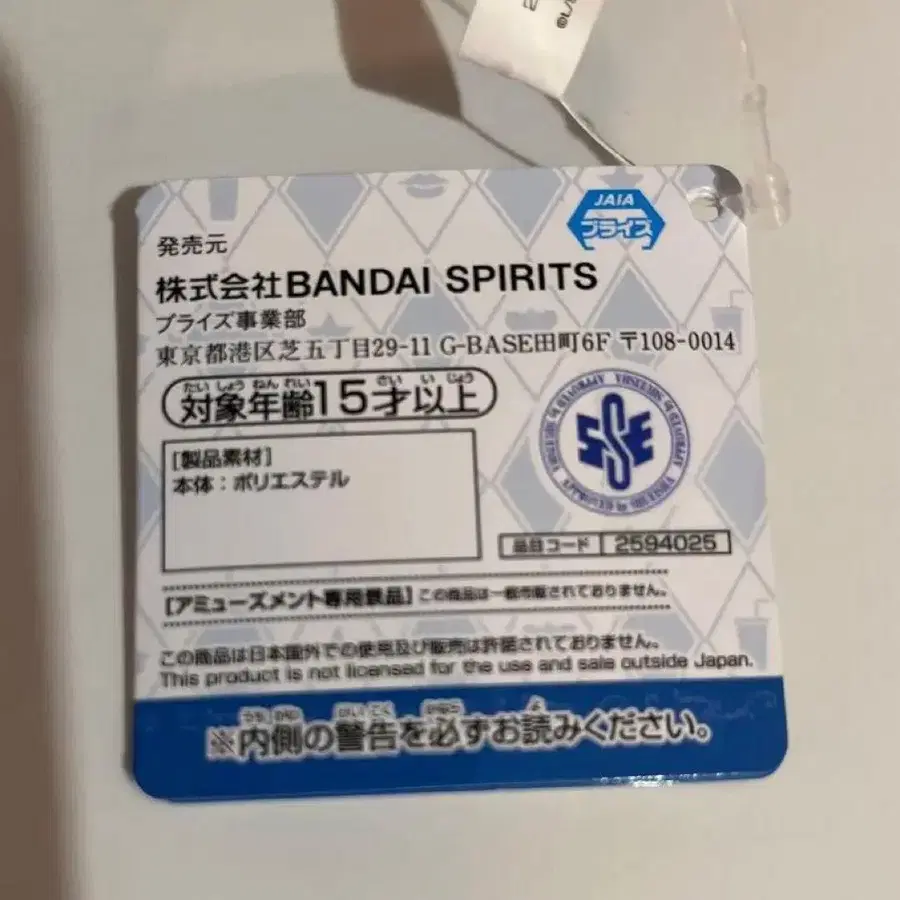 JAIA
プライズ
発売元
株式会社BANDAI SPIRITS
プライズ事業部
東京都港区芝五丁目29-11 G-BASE田町6F 〒108-0014
たいしょうねんれい さい いじょう
対象年齢15才以上
SSE
APPROVED by SHUEISHA
[製品素材]
本体：ポリエステル
品目コード 2594025
[アミューズメント専用景品] この商品は一般市販されておりません。
この商品は日本国外での使用及び販売は許諾されておりません。
This product is not licensed for the use and sale outside Japan.
うちがわ けいこく かなら よ
※内側の警告を必ずお読みください。